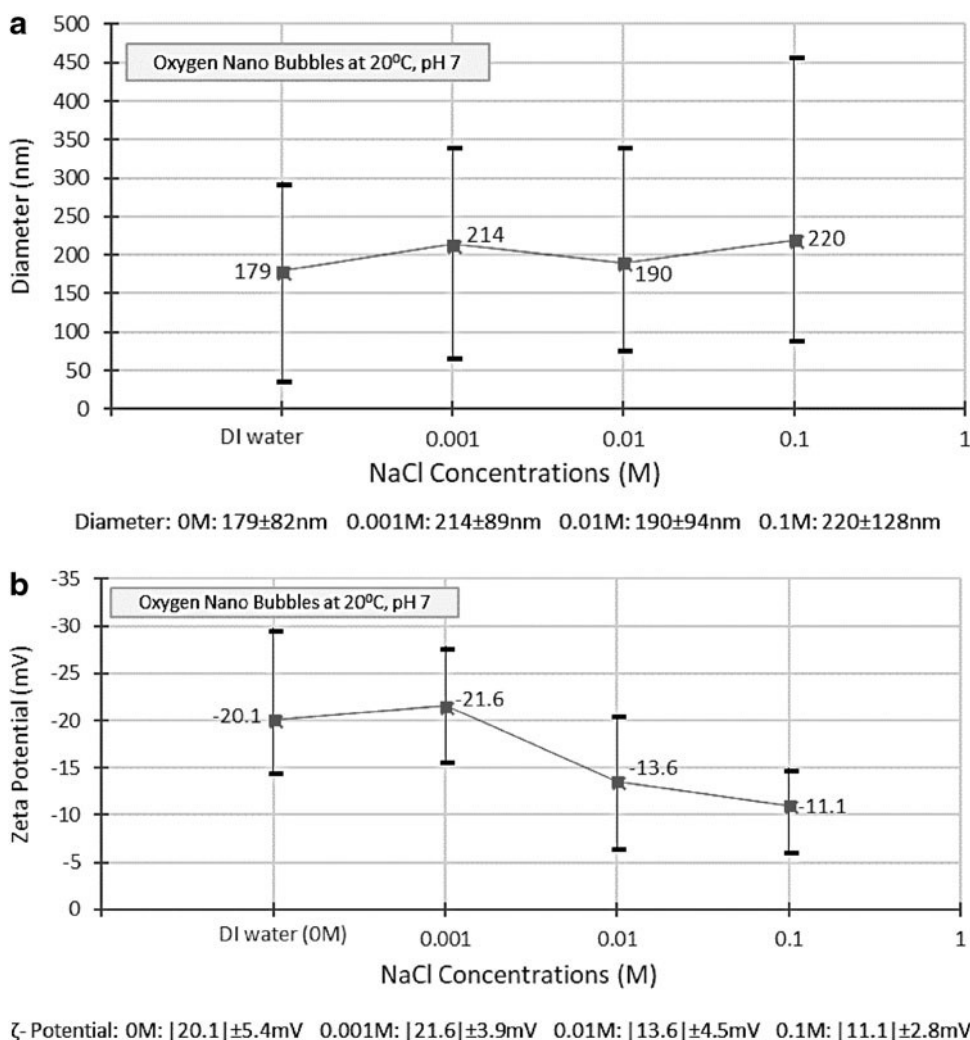 a
500
Oxygen Nano Bubbles at 20⁰C, pH 7
450
400
350
300
250
200
150
100
50
0
Diameter (nm)
179
214
190
220
DI water
0.001
0.01
0.1
1
NaCl Concentrations (M)
Diameter: 0M: 179±82nm 0.001M: 214±89nm 0.01M: 190±94nm 0.1M: 220±128nm
b
-35
Oxygen Nano Bubbles at 20⁰C, pH 7
-30
-25
-20
-15
-10
-5
0
Zeta Potential (mV)
-20.1
-21.6
-13.6
-11.1
DI water (0M)
0.001
0.01
0.1
1
NaCl Concentrations (M)
ζ- Potential: 0M: |20.1|±5.4mV 0.001M: |21.6|±3.9mV 0.01M: |13.6|±4.5mV 0.1M: |11.1|±2.8mV